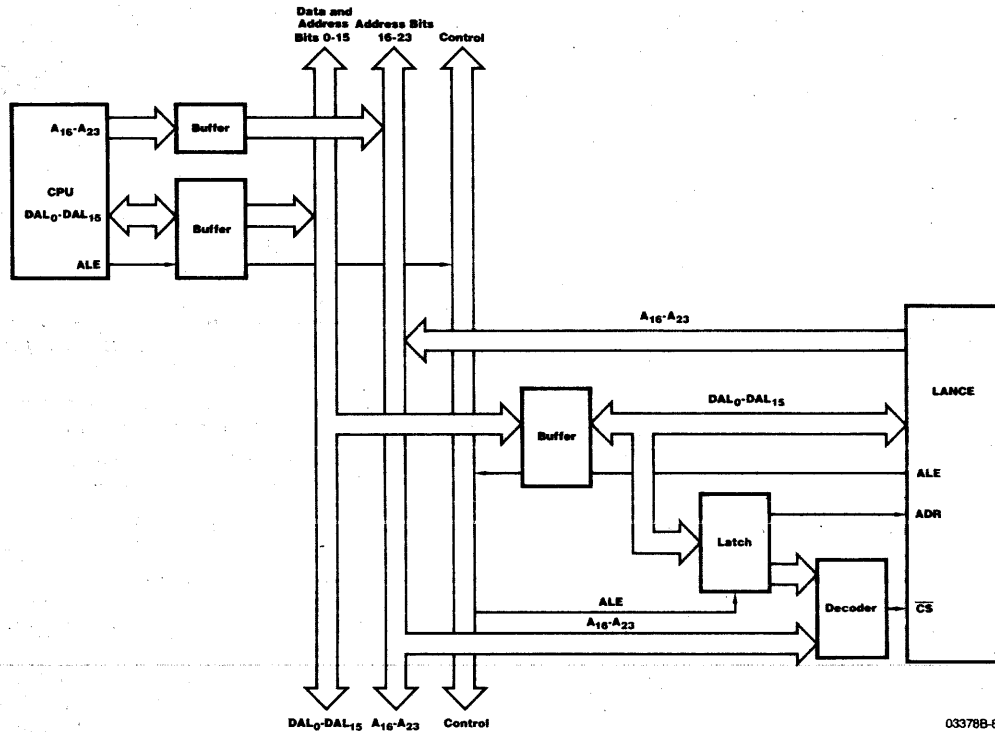 Data and
Address
Bits 0-15
Address Bits
16-23
Control
A16-A23
Buffer
CPU
DAL0-DAL15
Buffer
ALE
A16-A23
LANCE
DAL0-DAL15
Buffer
ALE
ADR
Latch
ALE
Decoder
CS
A16-A23
DAL0-DAL15
A16-A23
Control